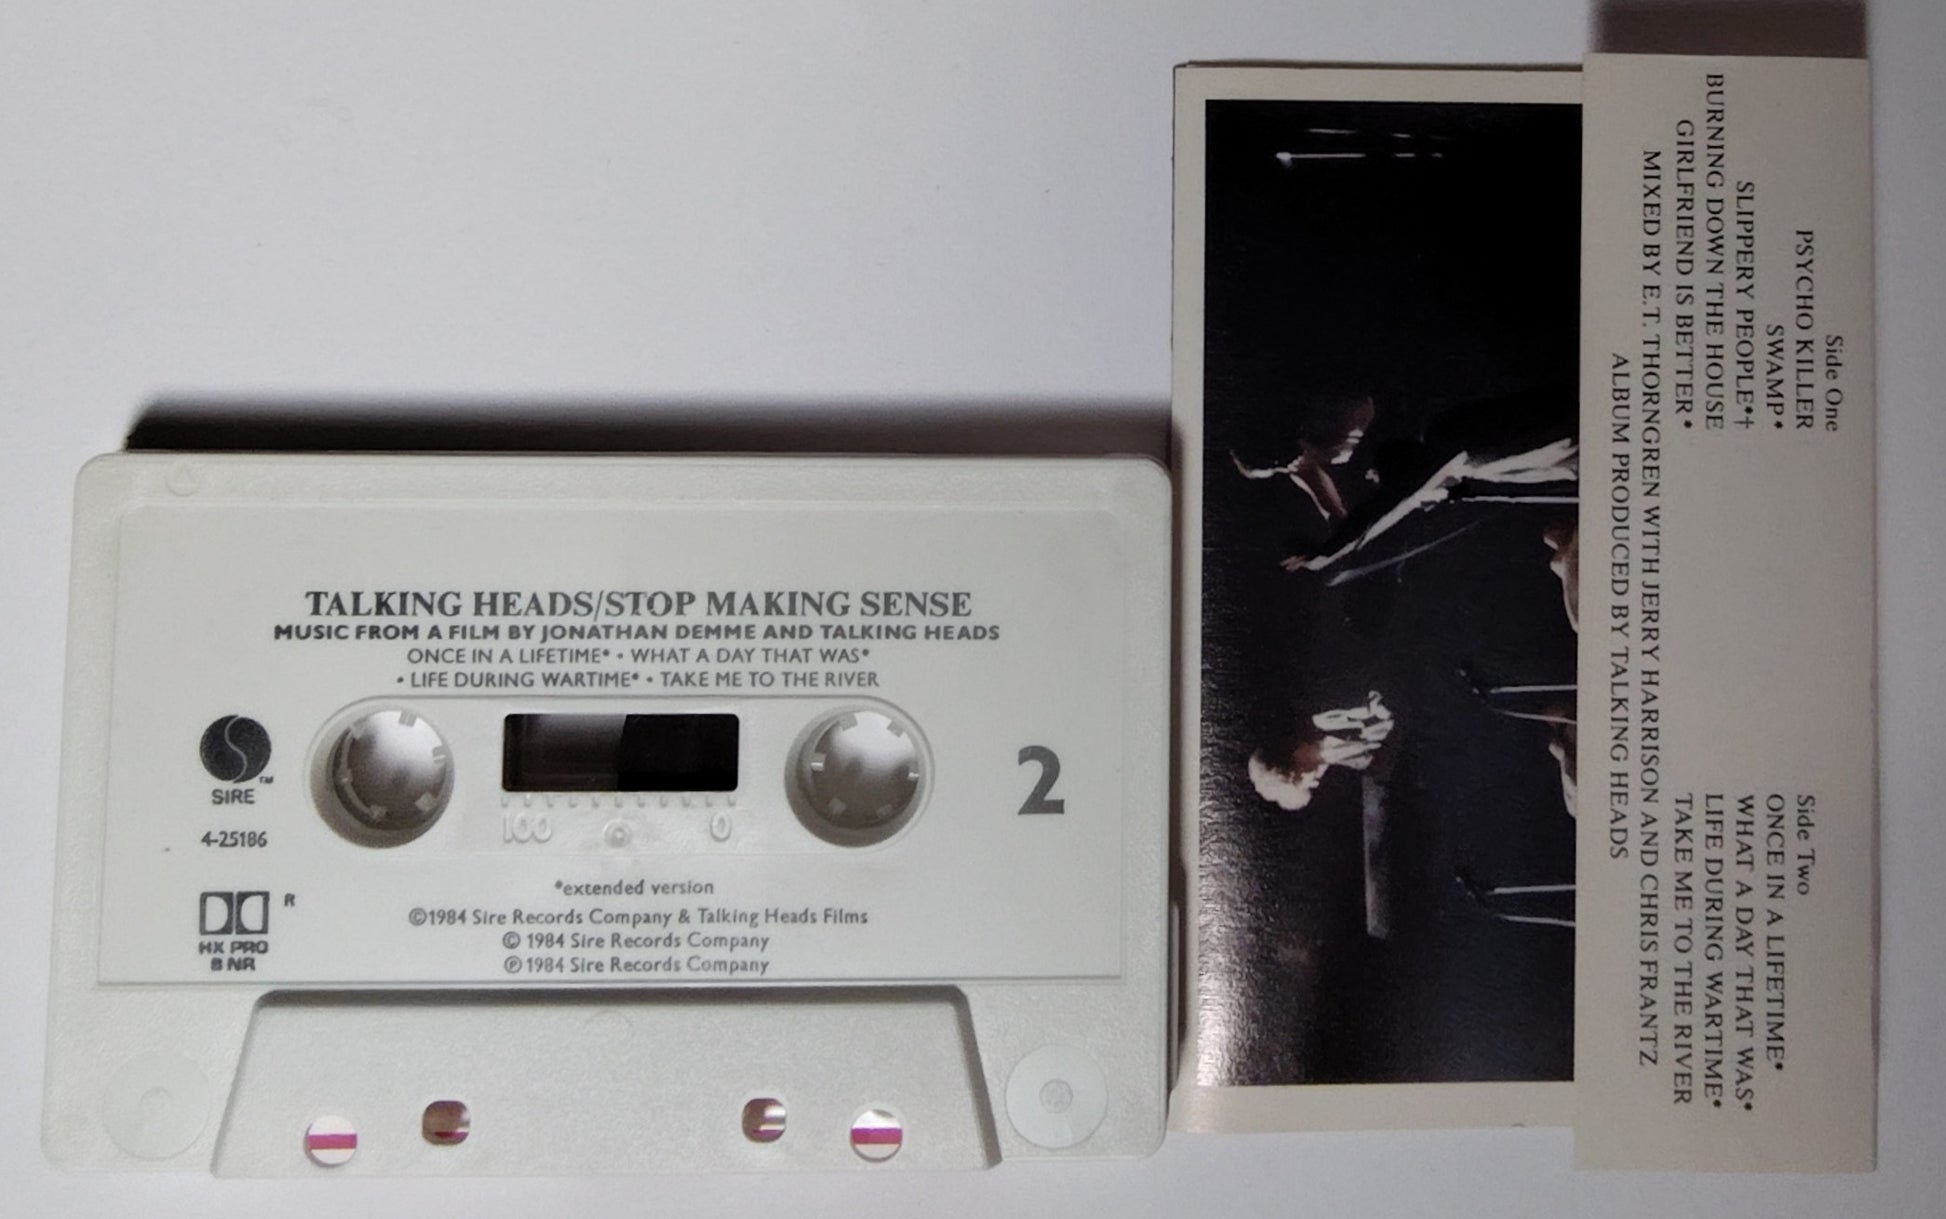 TALKING HEADS/STOP MAKING SENSE
MUSIC FROM A FILM BY JONATHAN DEMME AND TALKING HEADS
ONCE IN A LIFETIME* • WHAT A DAY THAT WAS*
• LIFE DURING WARTIME* • TAKE ME TO THE RIVER
TM
SIRE
4-25186
2
100
0
R
HX PRO
B NR
*extended version
©1984 Sire Records Company & Talking Heads Films
© 1984 Sire Records Company
℗ 1984 Sire Records Company
Side One
PSYCHO KILLER
SWAMP*
SLIPPERY PEOPLE*†
BURNING DOWN THE HOUSE
GIRLFRIEND IS BETTER*
Side Two
ONCE IN A LIFETIME*
WHAT A DAY THAT WAS*
LIFE DURING WARTIME*
TAKE ME TO THE RIVER
MIXED BY E.T. THORNGREN WITH JERRY HARRISON AND CHRIS FRANTZ
ALBUM PRODUCED BY TALKING HEADS